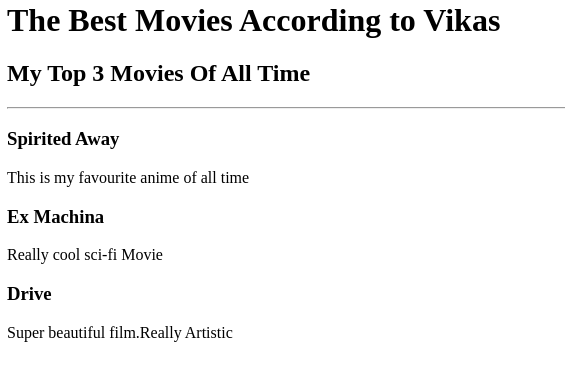 The Best Movies According to Vikas
My Top 3 Movies Of All Time
Spirited Away
This is my favourite anime of all time
Ex Machina
Really cool sci-fi Movie
Drive
Super beautiful film.Really Artistic